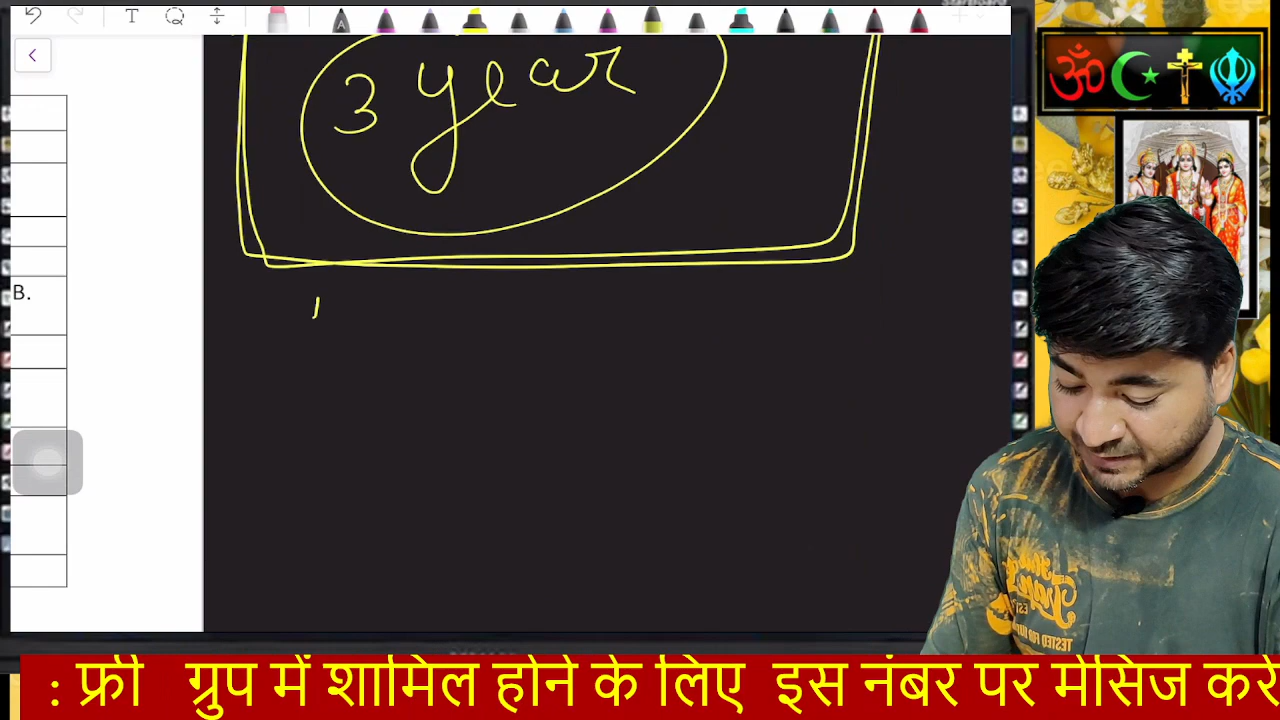 3 year
B.
: फ्री ग्रुप में शामिल होने के लिए इस नंबर पर मेसिज करे